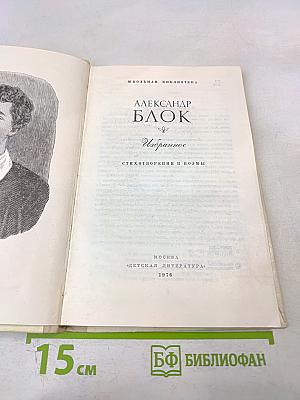 ШКОЛЬНАЯ БИБЛИОТЕКА
АЛЕКСАНДР
БЛОК
Избранное
СТИХОТВОРЕНИЯ И ПОЭМЫ
МОСКВА
«ДЕТСКАЯ ЛИТЕРАТУРА»
1976
15 см
БФ БИБЛИОФАН